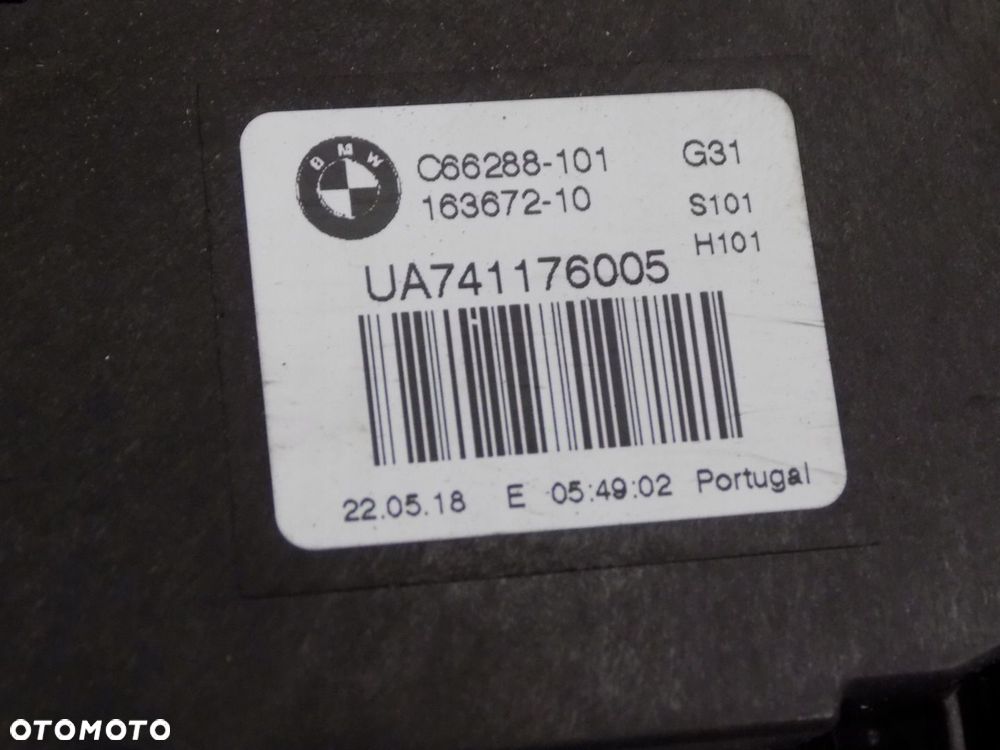 BMW
C66288-101
G31
163672-10
S101
H101
UA741176005
22.05.18 E 05:49:02 Portugal
OTOMOTO